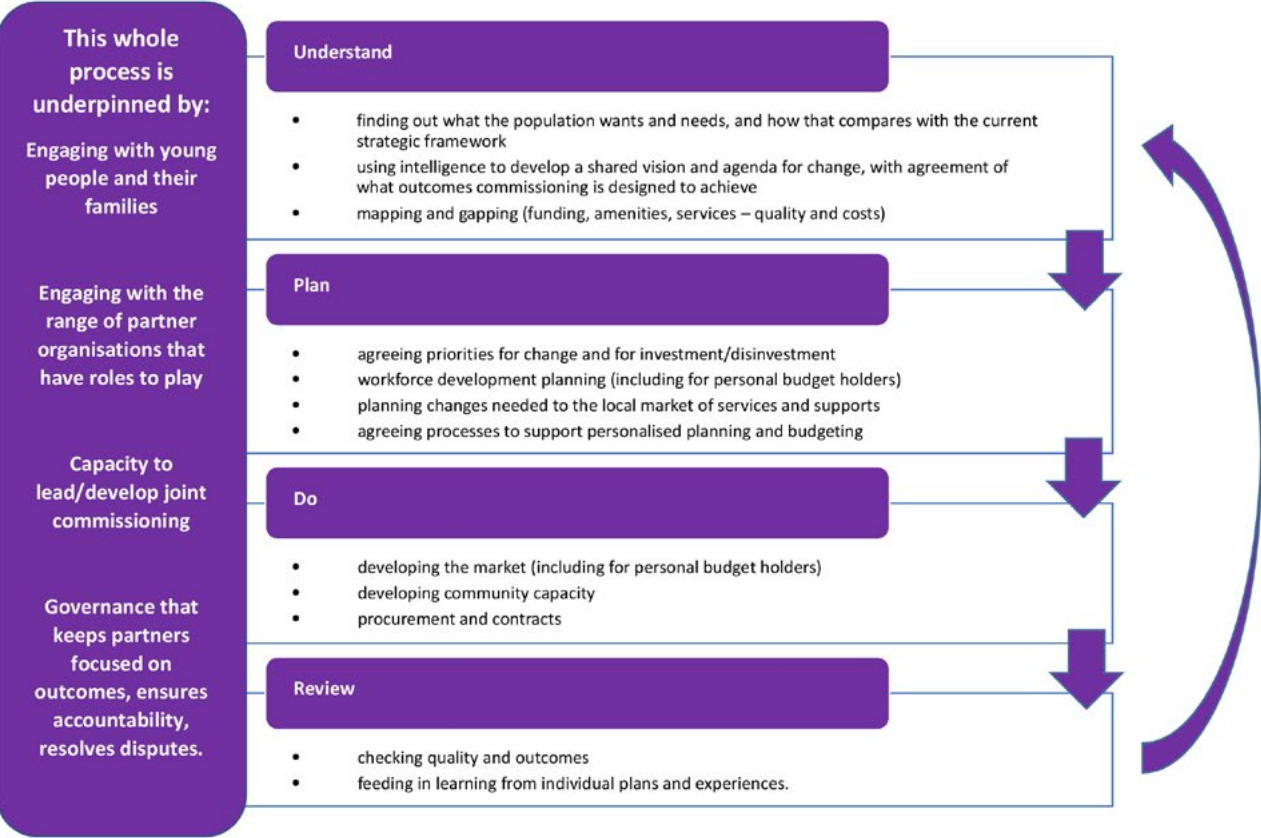 This whole
process is
underpinned by:
Engaging with young
people and their
families
Engaging with the
range of partner
organisations that
have roles to play
Capacity to
lead/develop joint
commissioning
Governance that
keeps partners
focused on
outcomes, ensures
accountability,
resolves disputes.
Understand
• finding out what the population wants and needs, and how that compares with the current
strategic framework
• using intelligence to develop a shared vision and agenda for change, with agreement of
what outcomes commissioning is designed to achieve
• mapping and gapping (funding, amenities, services – quality and costs)
Plan
• agreeing priorities for change and for investment/disinvestment
• workforce development planning (including for personal budget holders)
• planning changes needed to the local market of services and supports
• agreeing processes to support personalised planning and budgeting
Do
• developing the market (including for personal budget holders)
• developing community capacity
• procurement and contracts
Review
• checking quality and outcomes
• feeding in learning from individual plans and experiences.